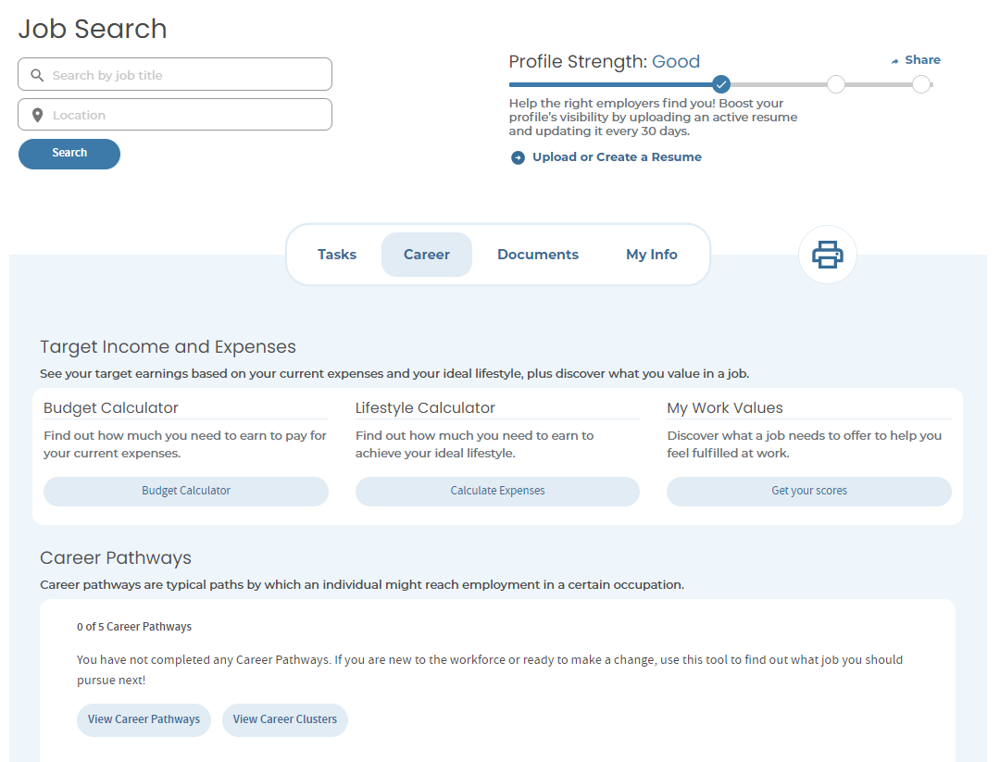 Job Search
Search by job title
Location
Search
Profile Strength: Good
Share
Help the right employers find you! Boost your
profile's visibility by uploading an active resume
and updating it every 30 days.
Upload or Create a Resume
Tasks
Career
Documents
My Info
Target Income and Expenses
See your target earnings based on your current expenses and your ideal lifestyle, plus discover what you value in a job.
Budget Calculator
Find out how much you need to earn to pay for
your current expenses.
Budget Calculator
Lifestyle Calculator
Find out how much you need to earn to
achieve your ideal lifestyle.
Calculate Expenses
My Work Values
Discover what a job needs to offer to help you
feel fulfilled at work.
Get your scores
Career Pathways
Career pathways are typical paths by which an individual might reach employment in a certain occupation.
0 of 5 Career Pathways
You have not completed any Career Pathways. If you are new to the workforce or ready to make a change, use this tool to find out what job you should
pursue next!
View Career Pathways
View Career Clusters